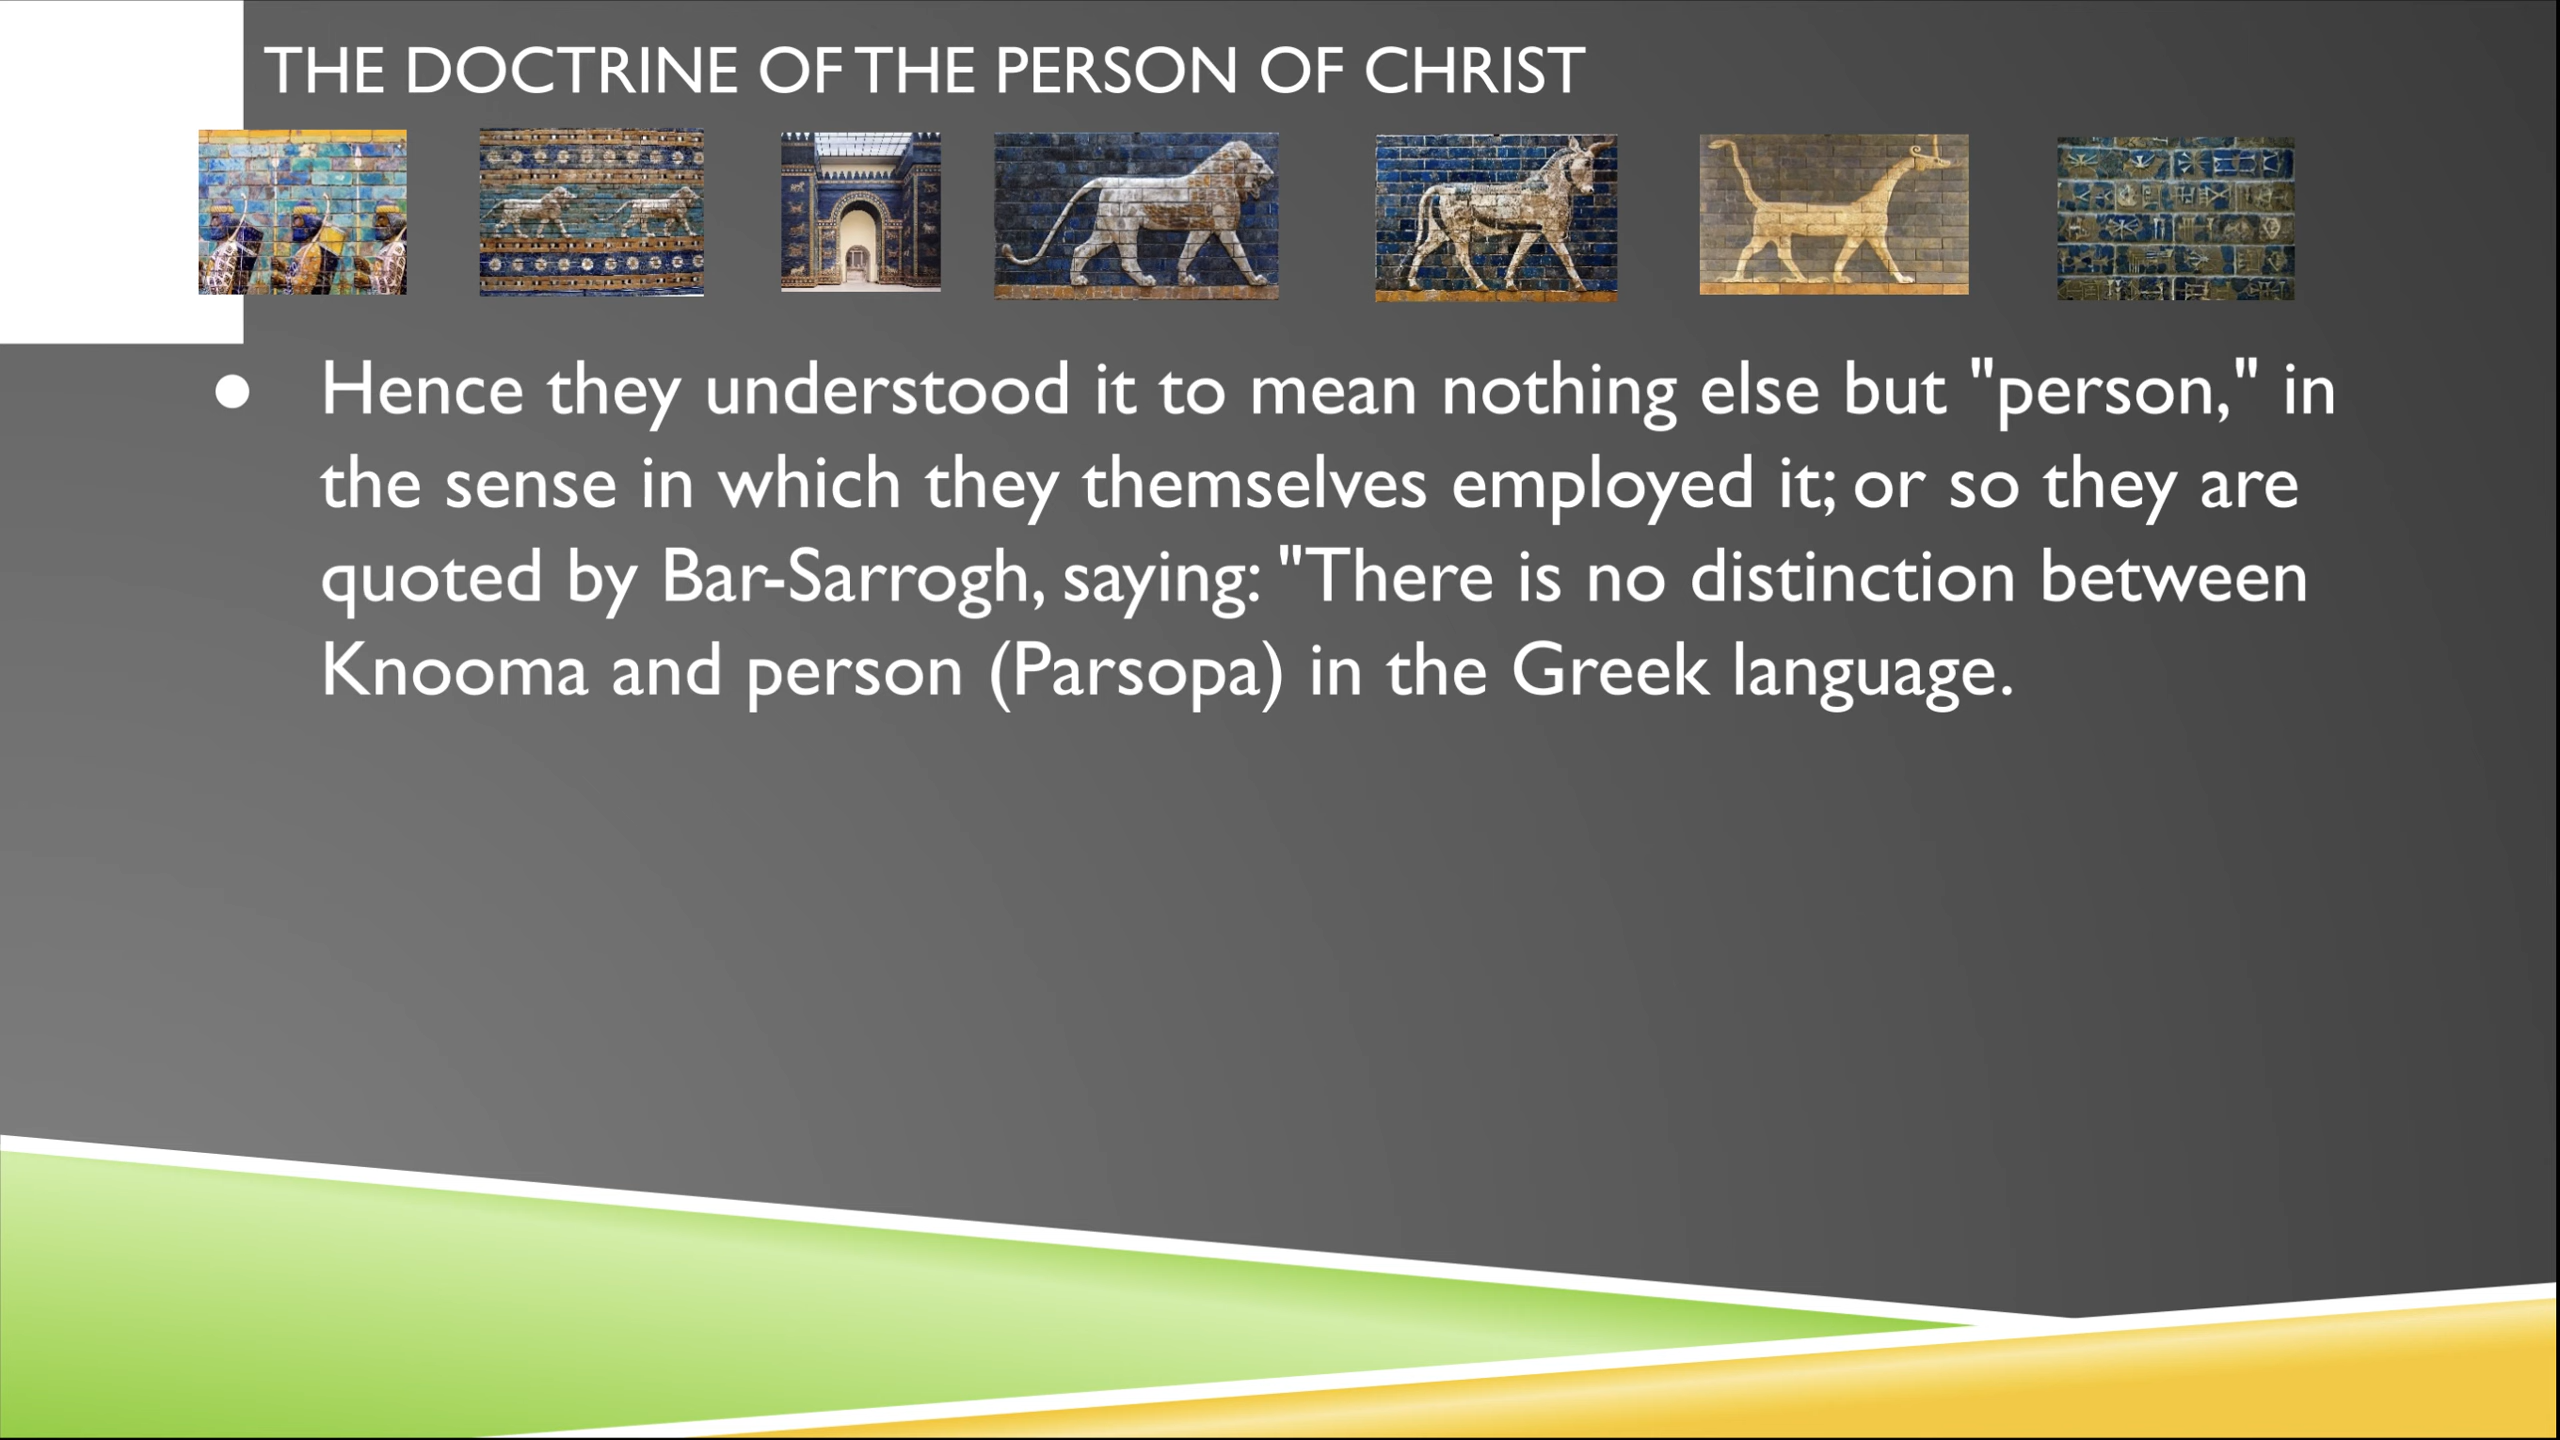 THE DOCTRINE OF THE PERSON OF CHRIST
● Hence they understood it to mean nothing else but "person," in
the sense in which they themselves employed it; or so they are
quoted by Bar-Sarrogh, saying: "There is no distinction between
Knooma and person (Parsopa) in the Greek language.